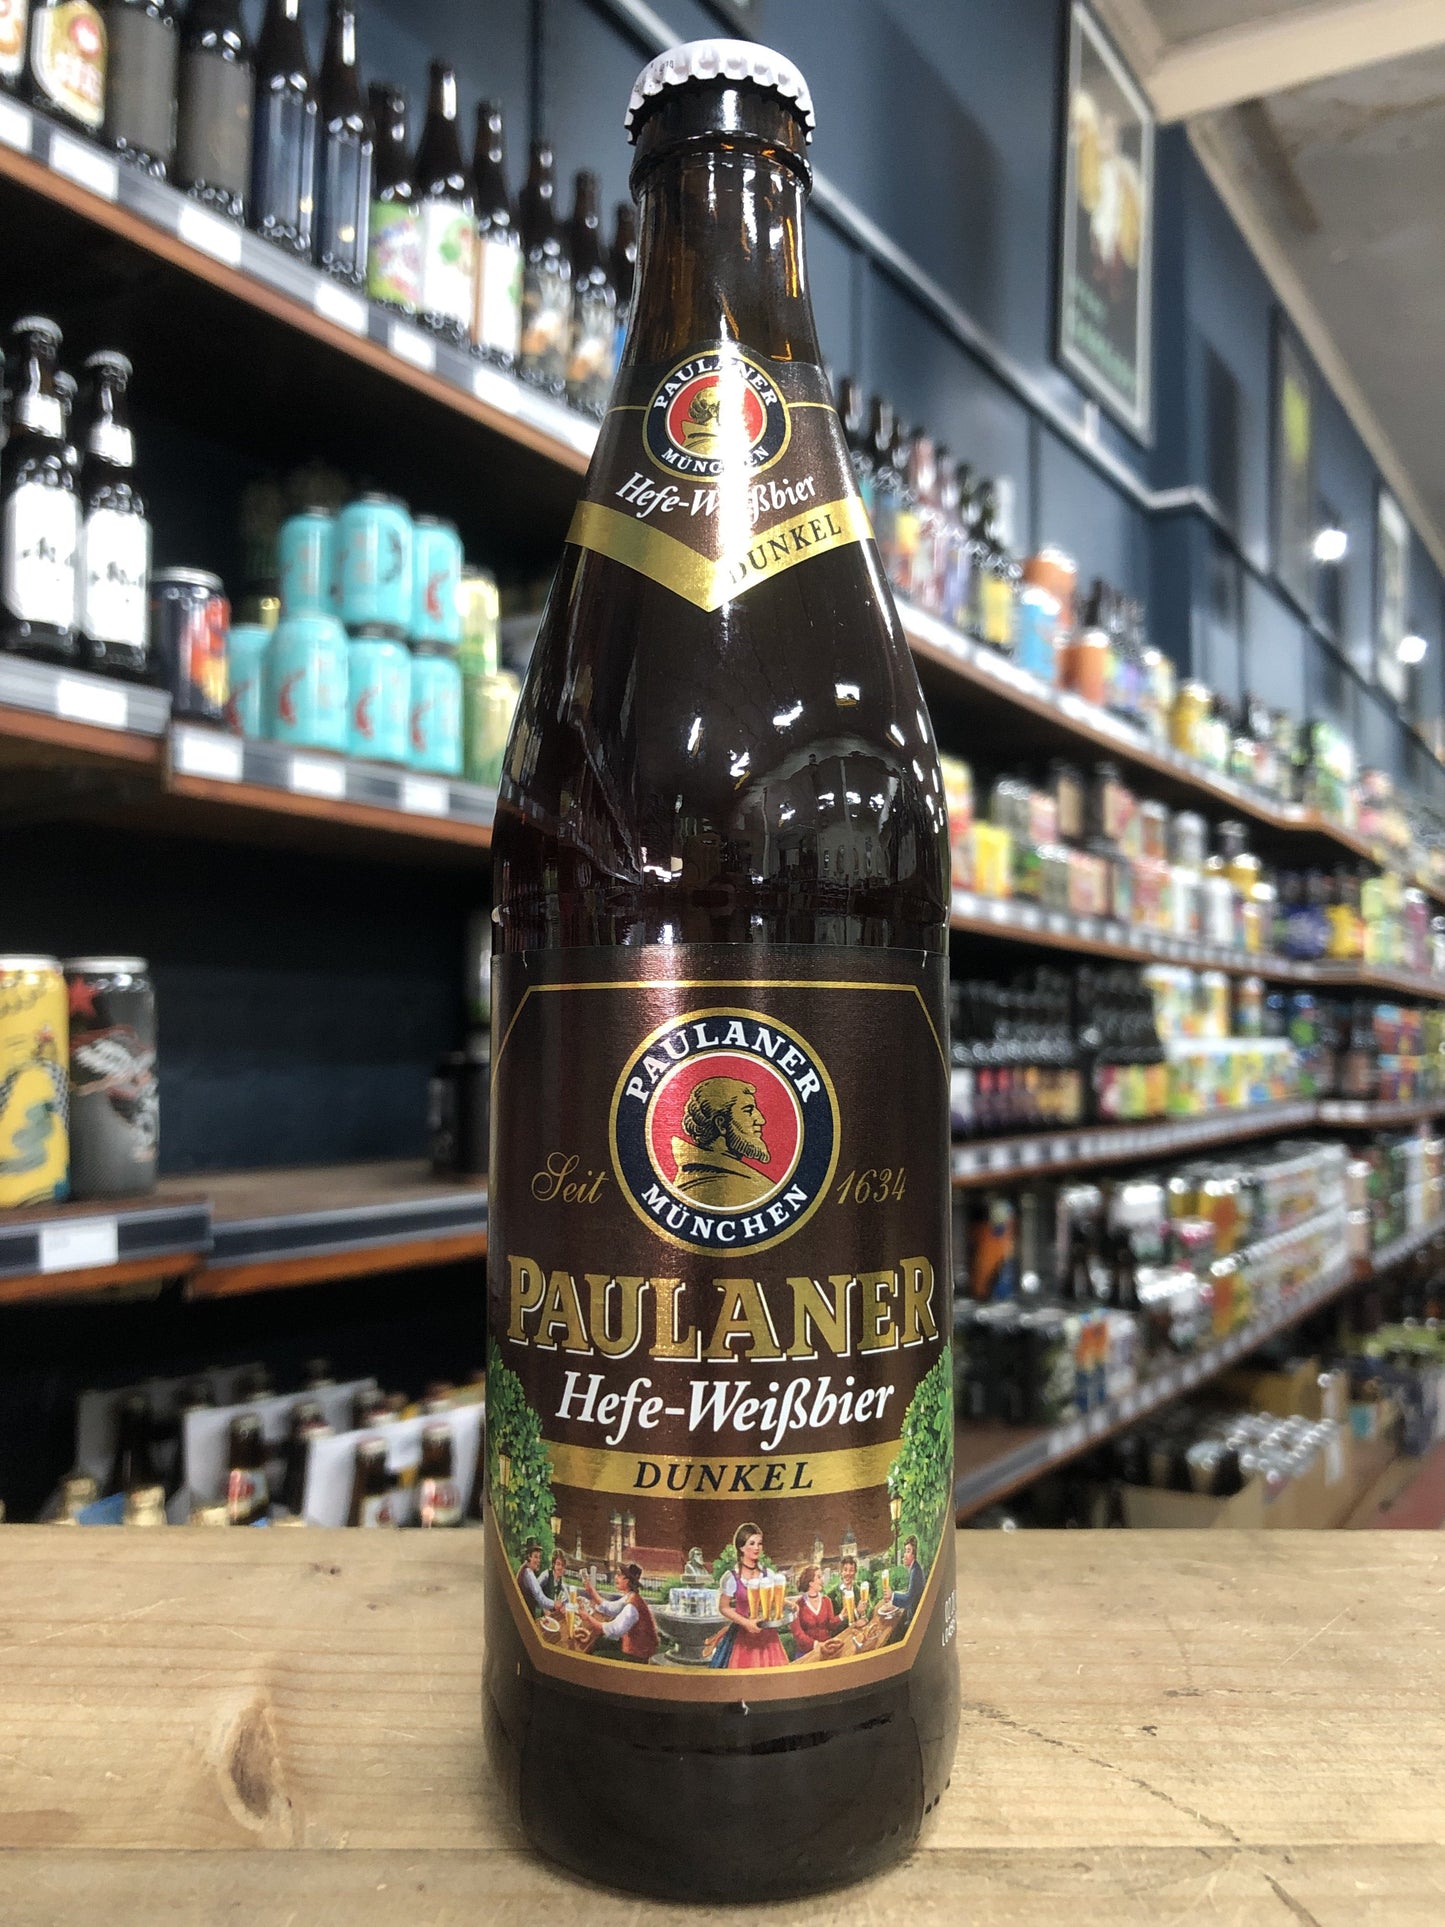 PAULANER
MÜNCHEN
Hefe-Weißbier
DUNKEL
PAULANER
MÜNCHEN
Seit 1634
PAULANER
Hefe-Weißbier
DUNKEL